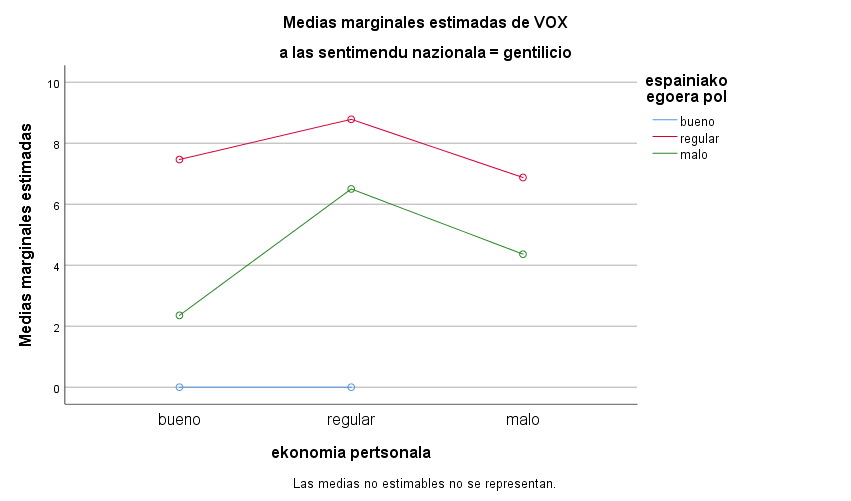 Medias marginales estimadas de VOX
a las sentimendu nazionala = gentilicio
espainiako
egoera pol
bueno
regular
malo
Medias marginales estimadas
10
8
6
4
2
0
bueno
regular
malo
ekonomia pertsonala
Las medias no estimables no se representan.